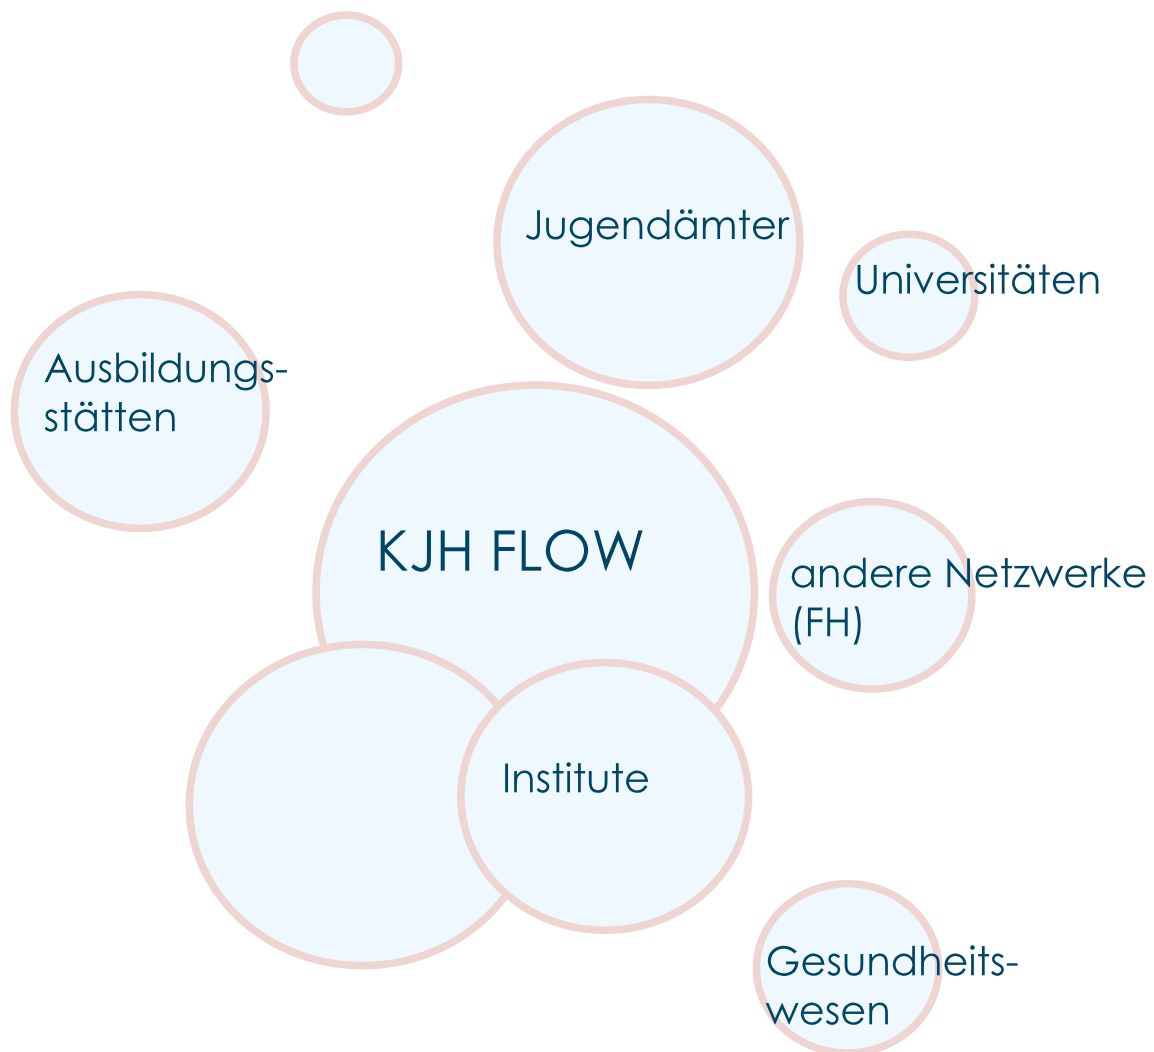 Jugendämter
Universitäten
Ausbildungs-
stätten
KJH FLOW
andere Netzwerke
(FH)
Institute
Gesundheits-
wesen